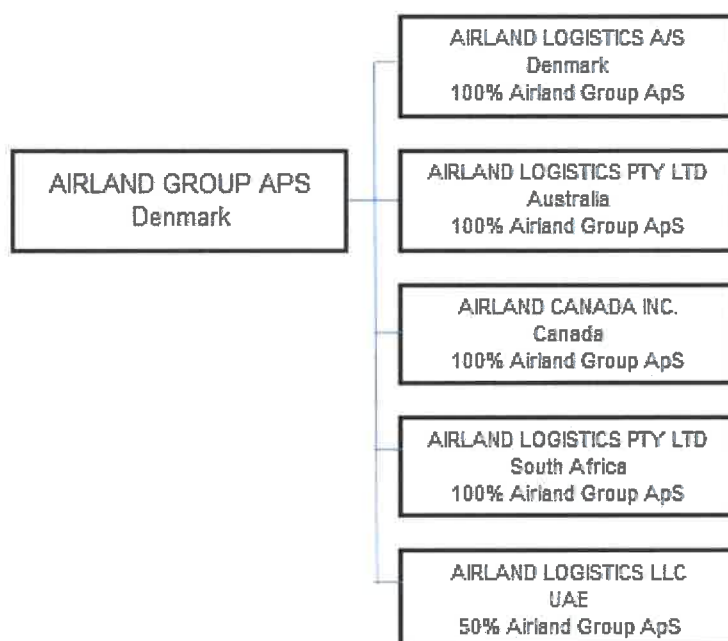 AIRLAND GROUP APS
Denmark
AIRLAND LOGISTICS A/S
Denmark
100% Airland Group ApS
AIRLAND LOGISTICS PTY LTD
Australia
100% Airland Group ApS
AIRLAND CANADA INC.
Canada
100% Airland Group ApS
AIRLAND LOGISTICS PTY LTD
South Africa
100% Airland Group ApS
AIRLAND LOGISTICS LLC
UAE
50% Airland Group ApS